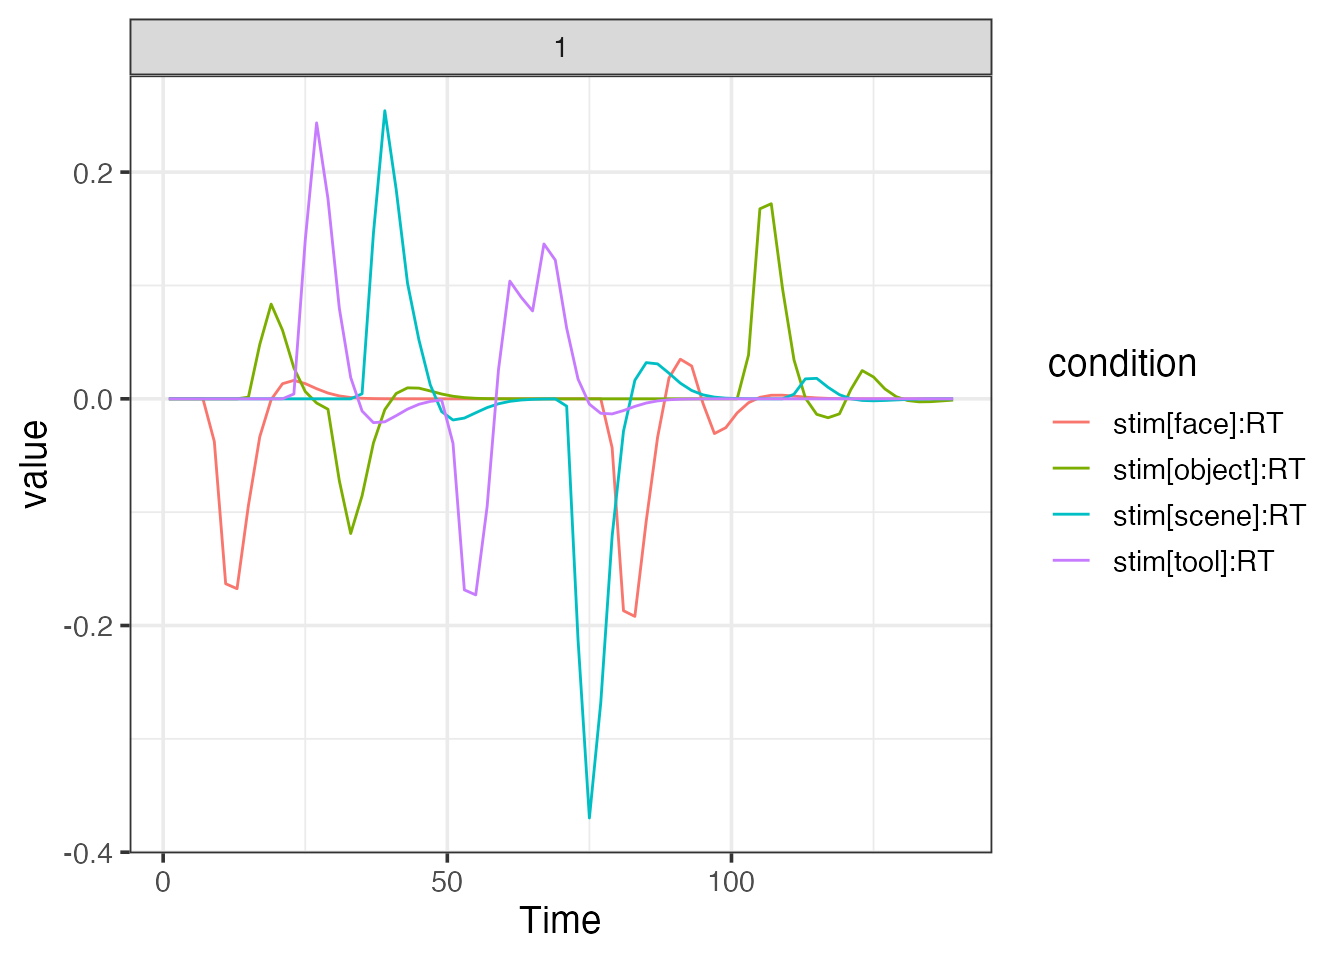 1
0.2
0.0
-0.2
-0.4
value
0
50
100
Time
condition
stim[face]:RT
stim[object]:RT
stim[scene]:RT
stim[tool]:RT